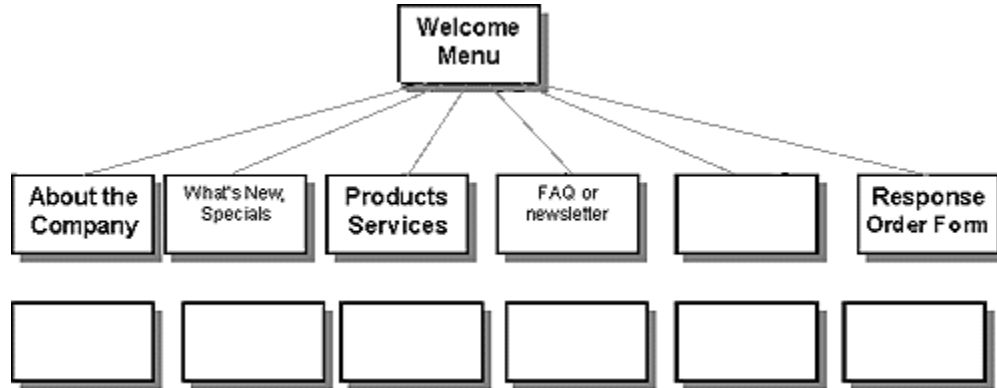 Welcome
Menu
About the
Company
What's New,
Specials
Products
Services
FAQ or
newsletter
Response
Order Form